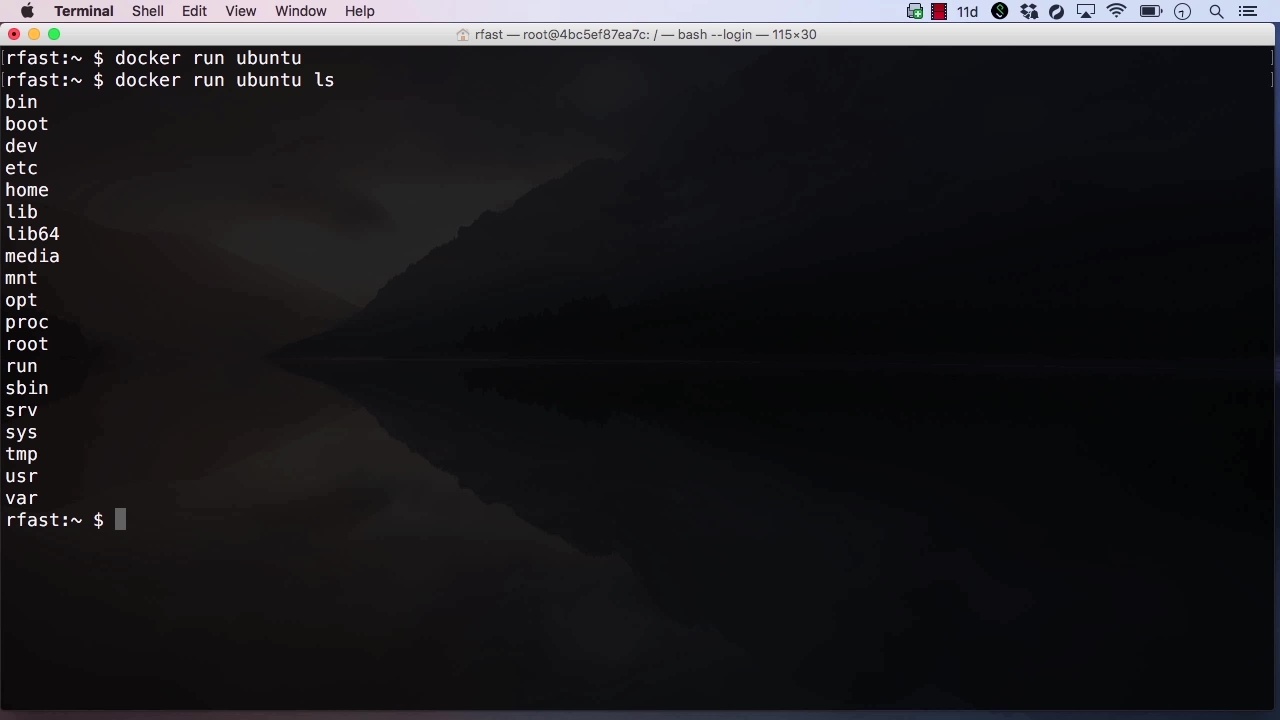 Terminal Shell Edit View Window Help 11d
rfast — root@4bc5ef87ea7c: / — bash --login — 115×30
rfast:~ $ docker run ubuntu
rfast:~ $ docker run ubuntu ls
bin
boot
dev
etc
home
lib
lib64
media
mnt
opt
proc
root
run
sbin
srv
sys
tmp
usr
var
rfast:~ $